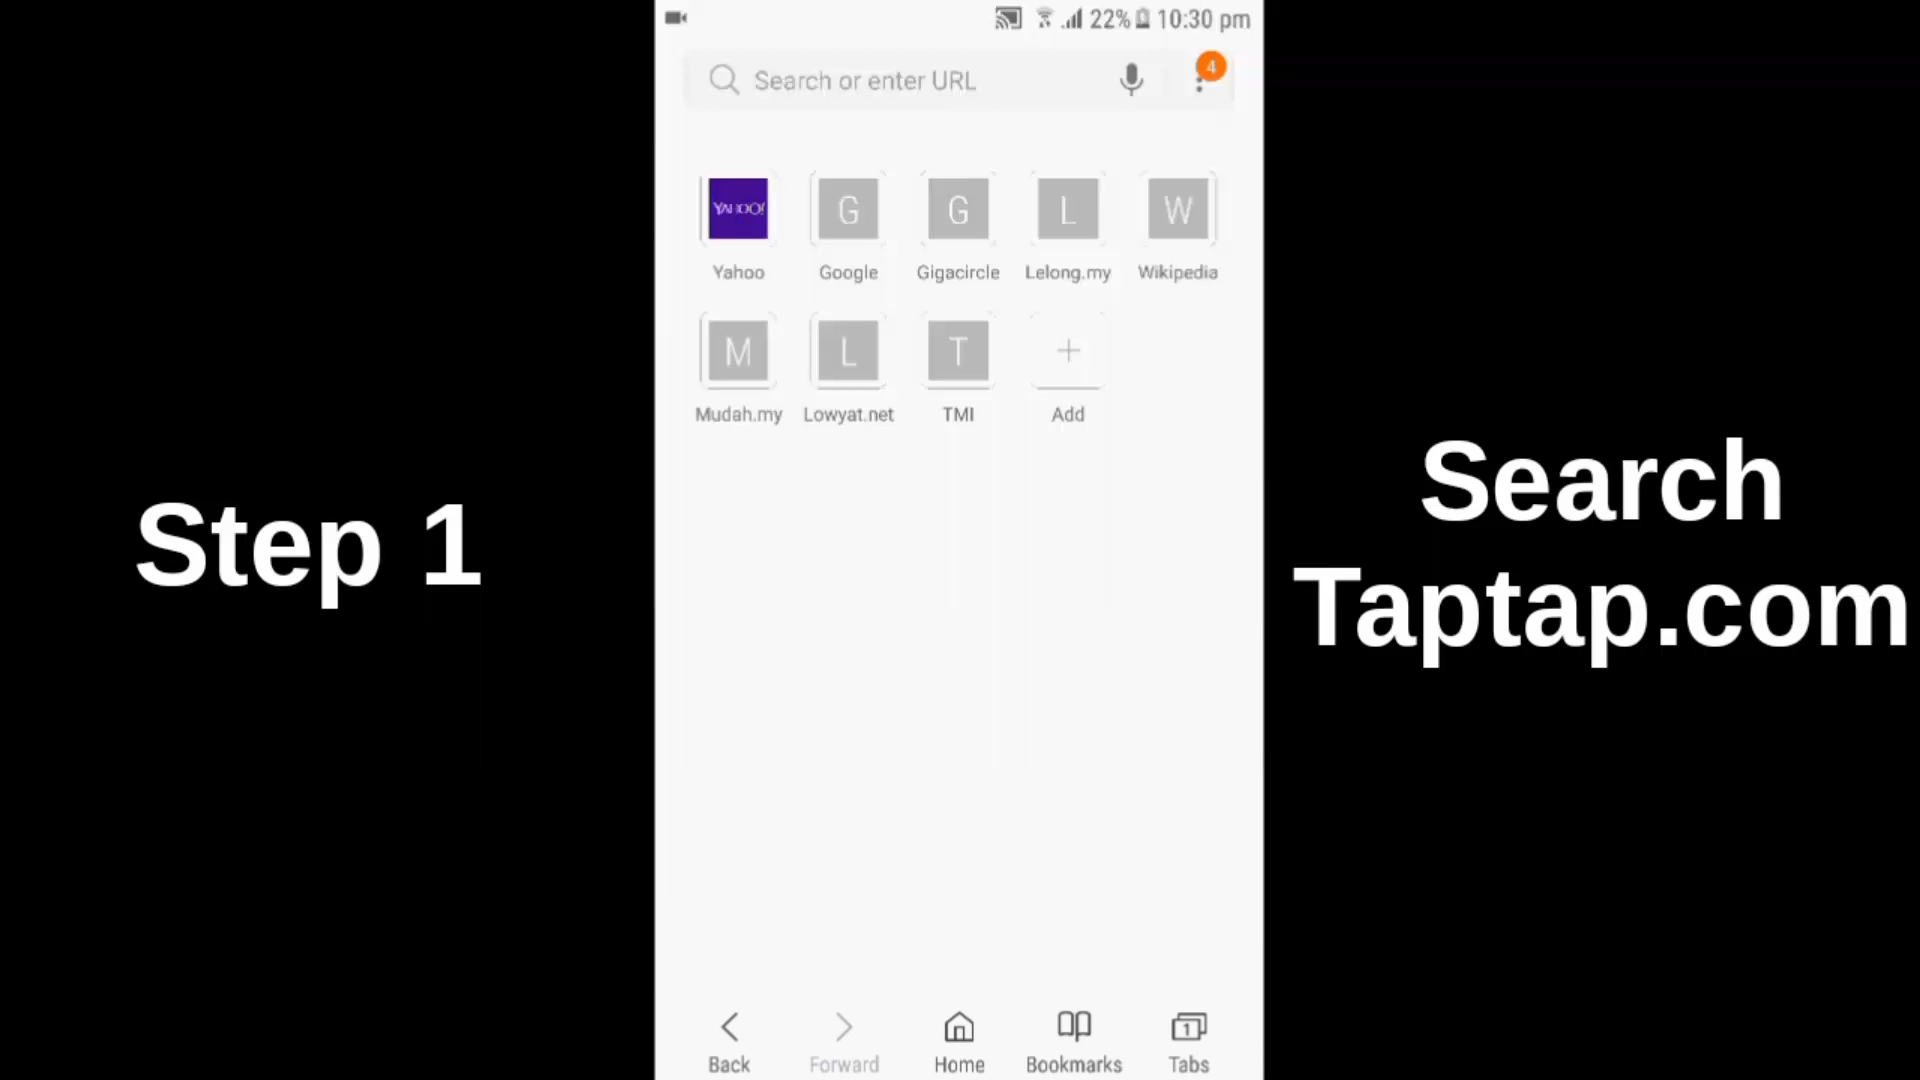 22% 10:30 pm
Search or enter URL
4
YAHOO!
G
G
L
W
Yahoo
Google
Gigacircle
Lelong.my
Wikipedia
M
L
T
+
Mudah.my
Lowyat.net
TMI
Add
Step 1
Search
Taptap.com
1
Back
Forward
Home
Bookmarks
Tabs